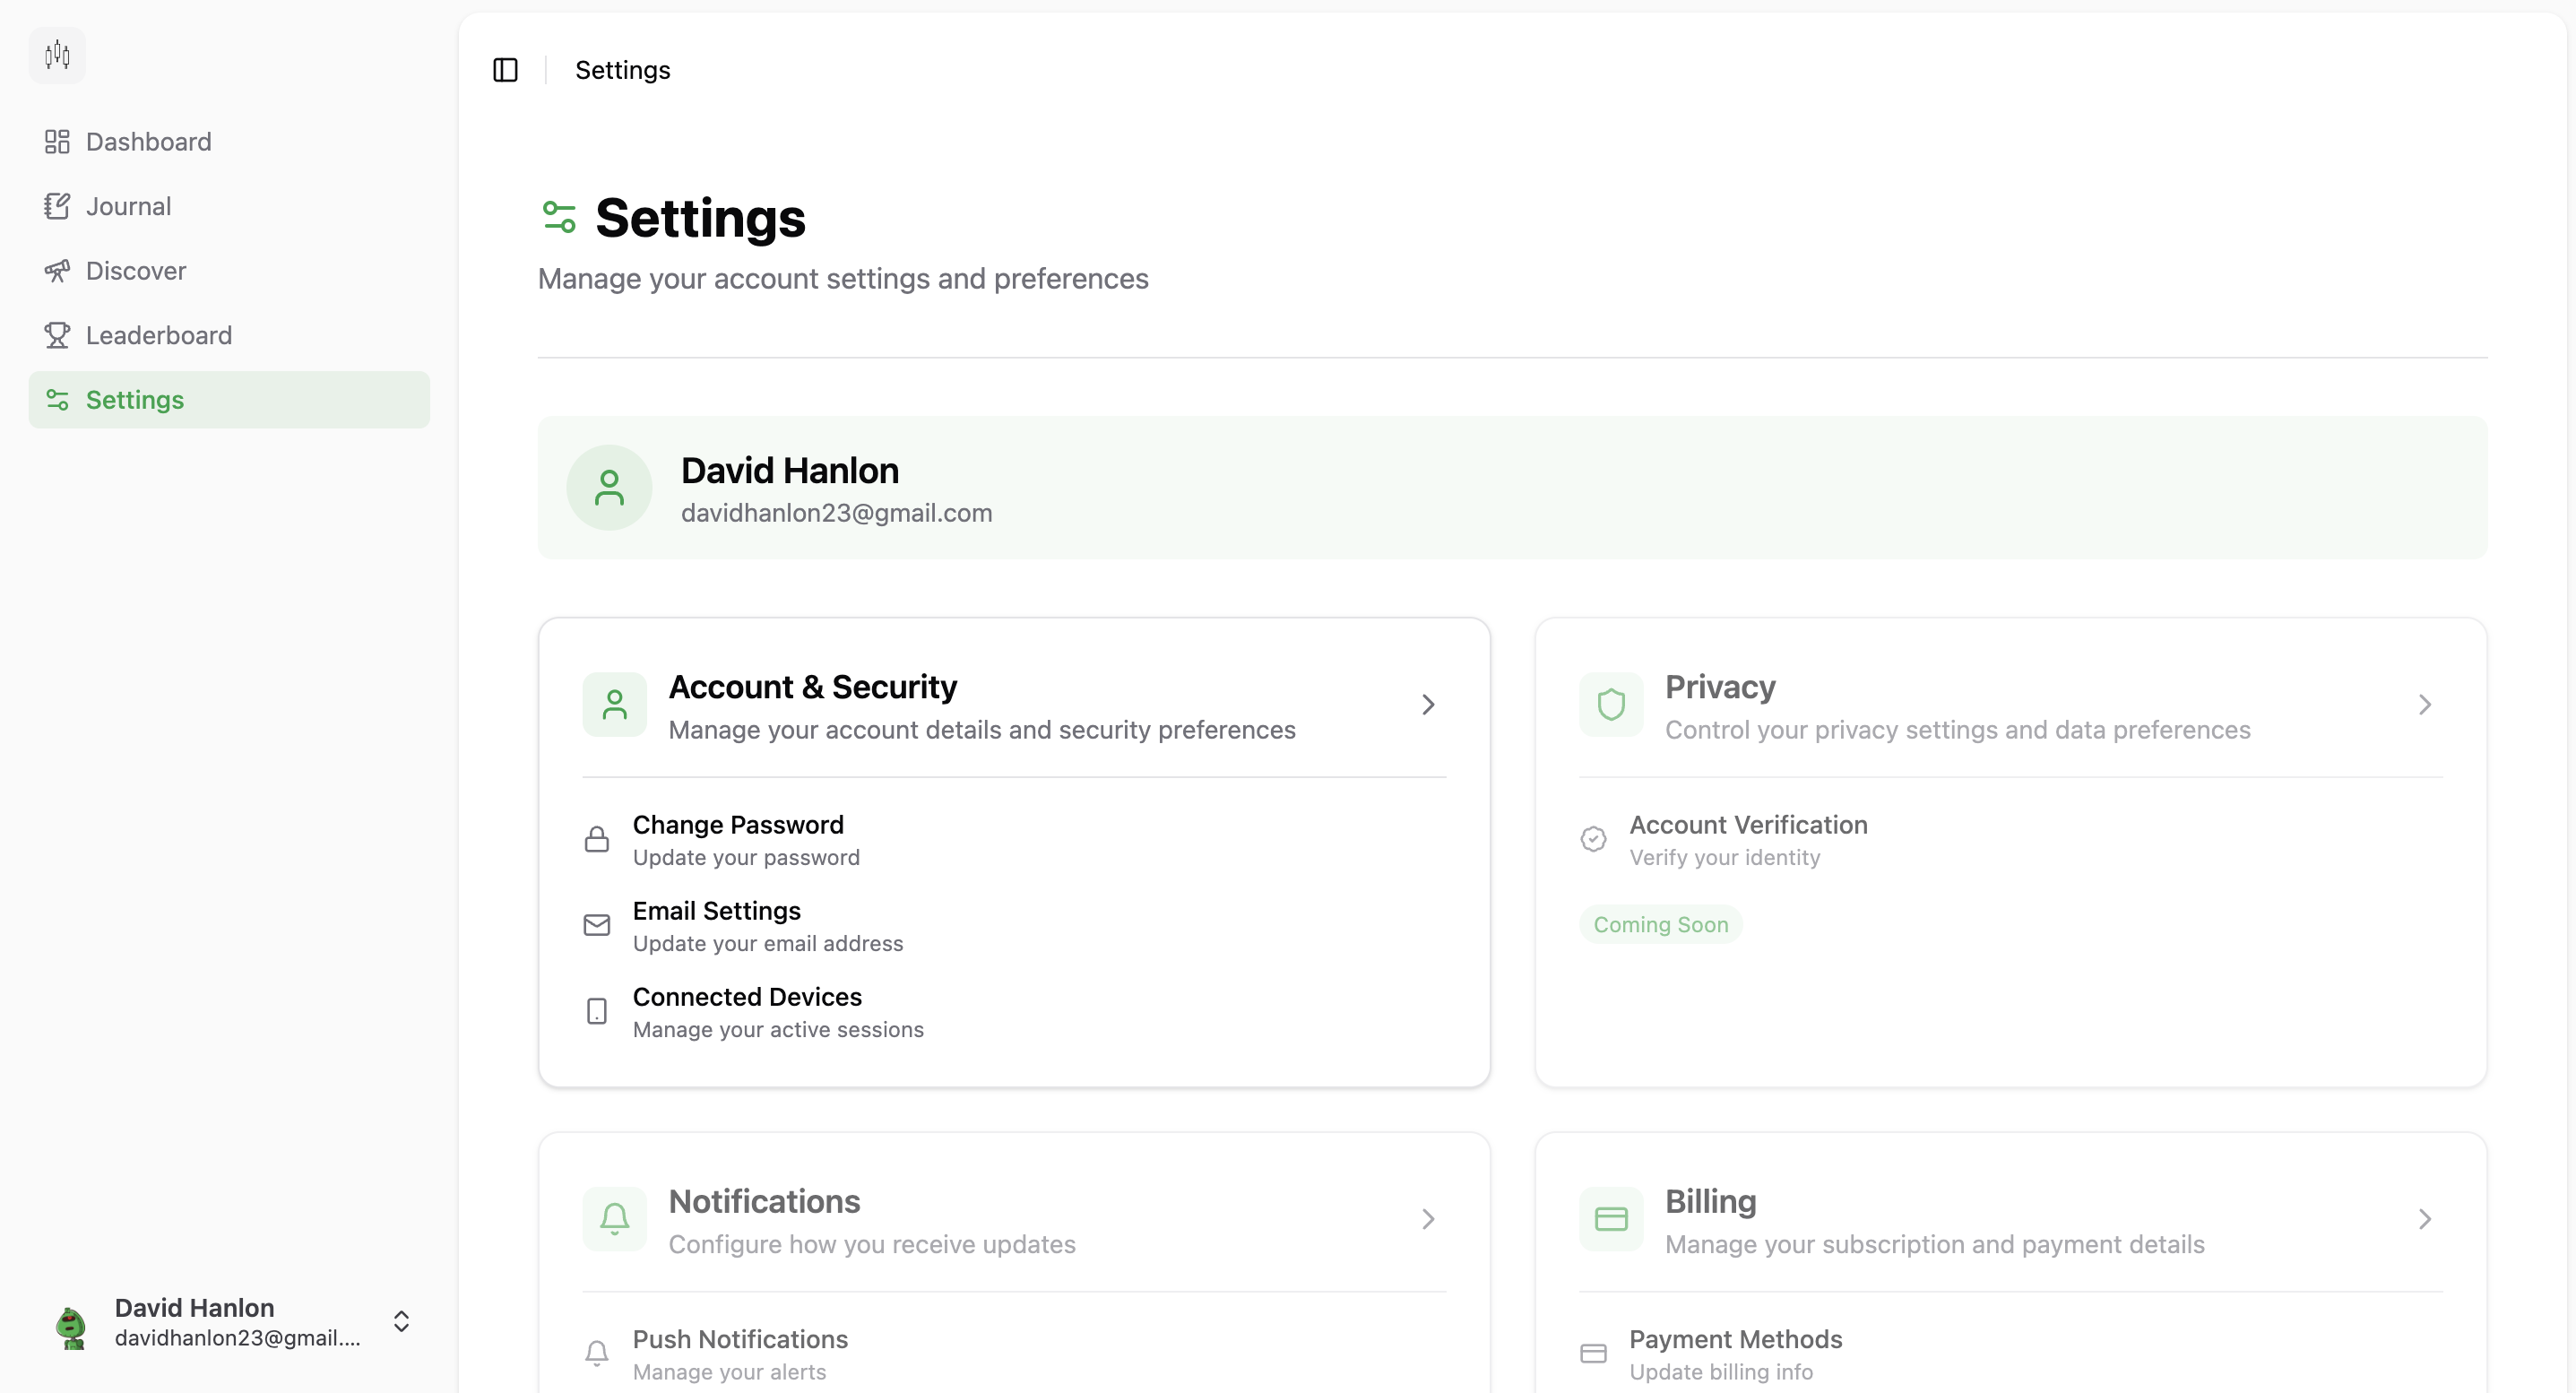 Settings
Dashboard
Journal
Discover
Leaderboard
Settings
Settings
Manage your account settings and preferences
David Hanlon
davidhanlon23@gmail.com
Account & Security
Manage your account details and security preferences
Change Password
Update your password
Email Settings
Update your email address
Connected Devices
Manage your active sessions
Privacy
Control your privacy settings and data preferences
Account Verification
Verify your identity
Coming Soon
Notifications
Configure how you receive updates
Push Notifications
Manage your alerts
Billing
Manage your subscription and payment details
Payment Methods
Update billing info
David Hanlon
davidhanlon23@gmail....